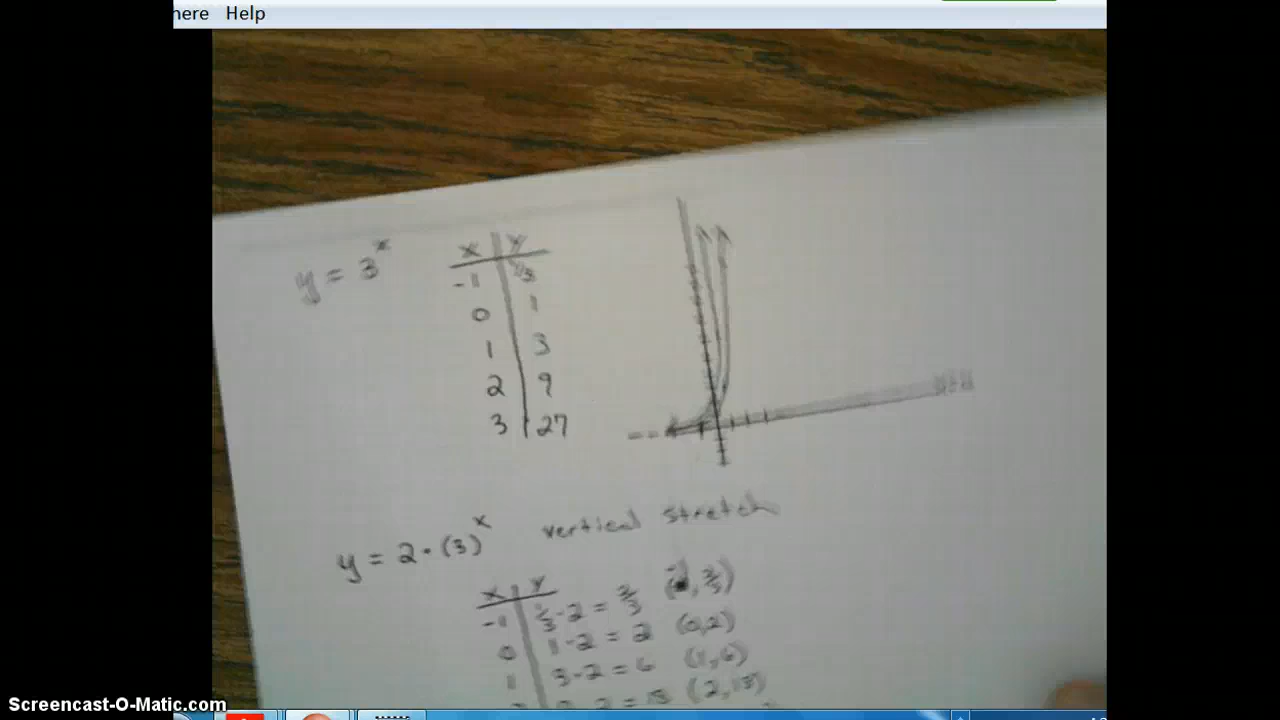 here Help
y = 3^x
x | y
-1 | 1/3
0 | 1
1 | 3
2 | 9
3 | 27
y = 2·(3)^x vertical stretch
x | y
-1 | 1/3·2 = 2/3 (-1, 2/3)
0 | 1·2 = 2 (0,2)
1 | 3·2 = 6 (1,6)
·2 = 18 (2,18)
Screencast-O-Matic.com